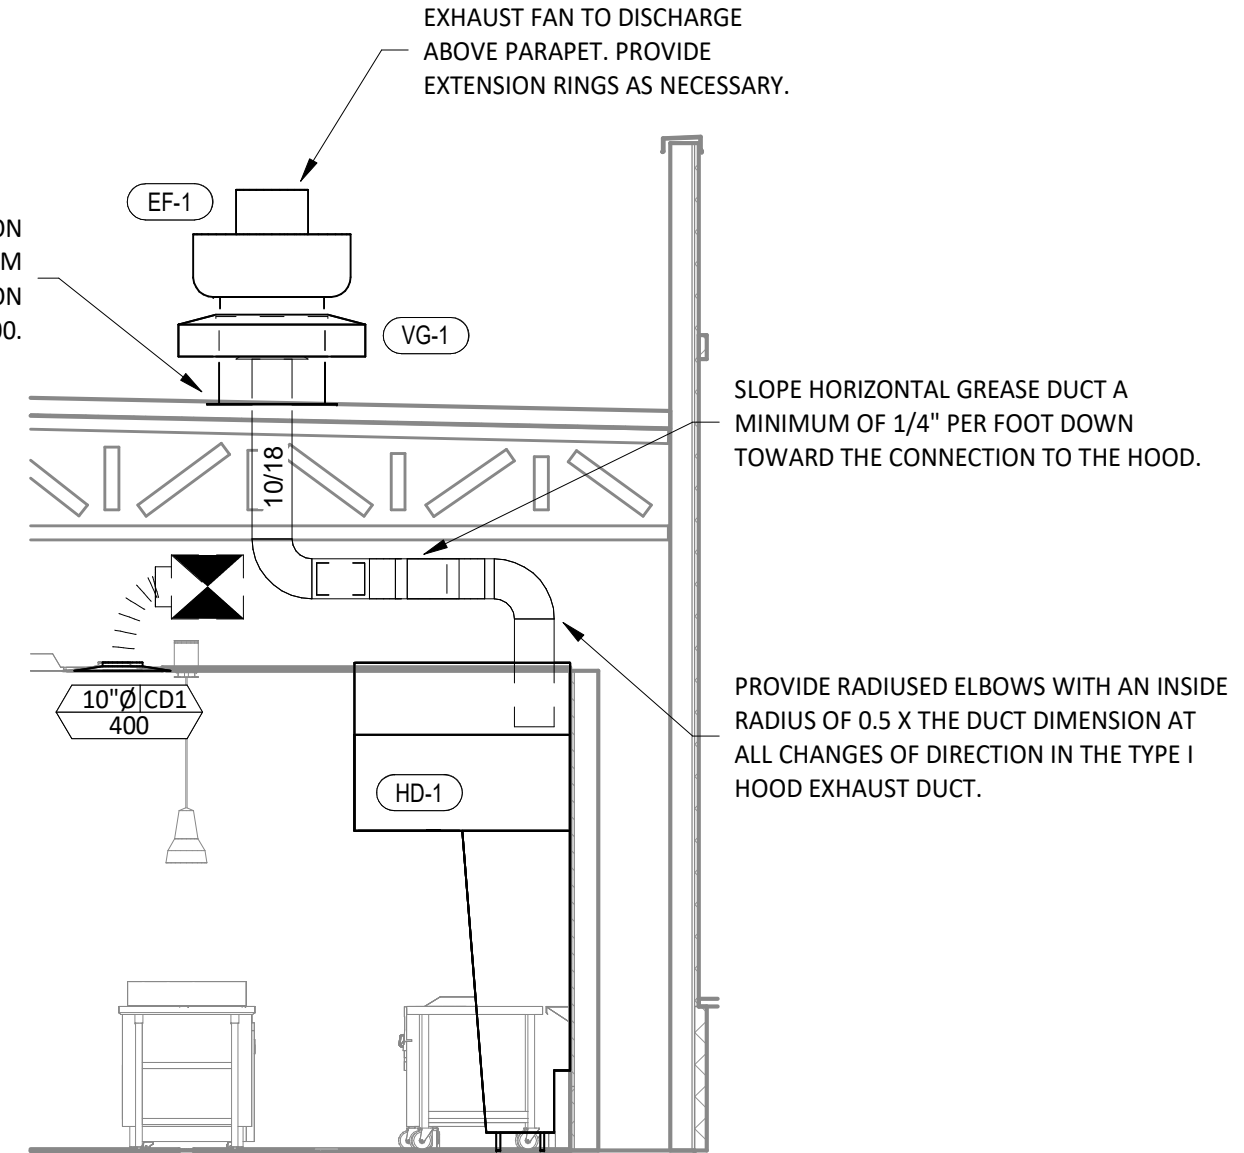 EXHAUST FAN TO DISCHARGE
ABOVE PARAPET. PROVIDE
EXTENSION RINGS AS NECESSARY.
EF-1
ON
M
ON
00.
VG-1
SLOPE HORIZONTAL GREASE DUCT A
MINIMUM OF 1/4" PER FOOT DOWN
TOWARD THE CONNECTION TO THE HOOD.
10/18
10"Ø CD1
400
PROVIDE RADIUSED ELBOWS WITH AN INSIDE
RADIUS OF 0.5 X THE DUCT DIMENSION AT
ALL CHANGES OF DIRECTION IN THE TYPE I
HOOD EXHAUST DUCT.
HD-1